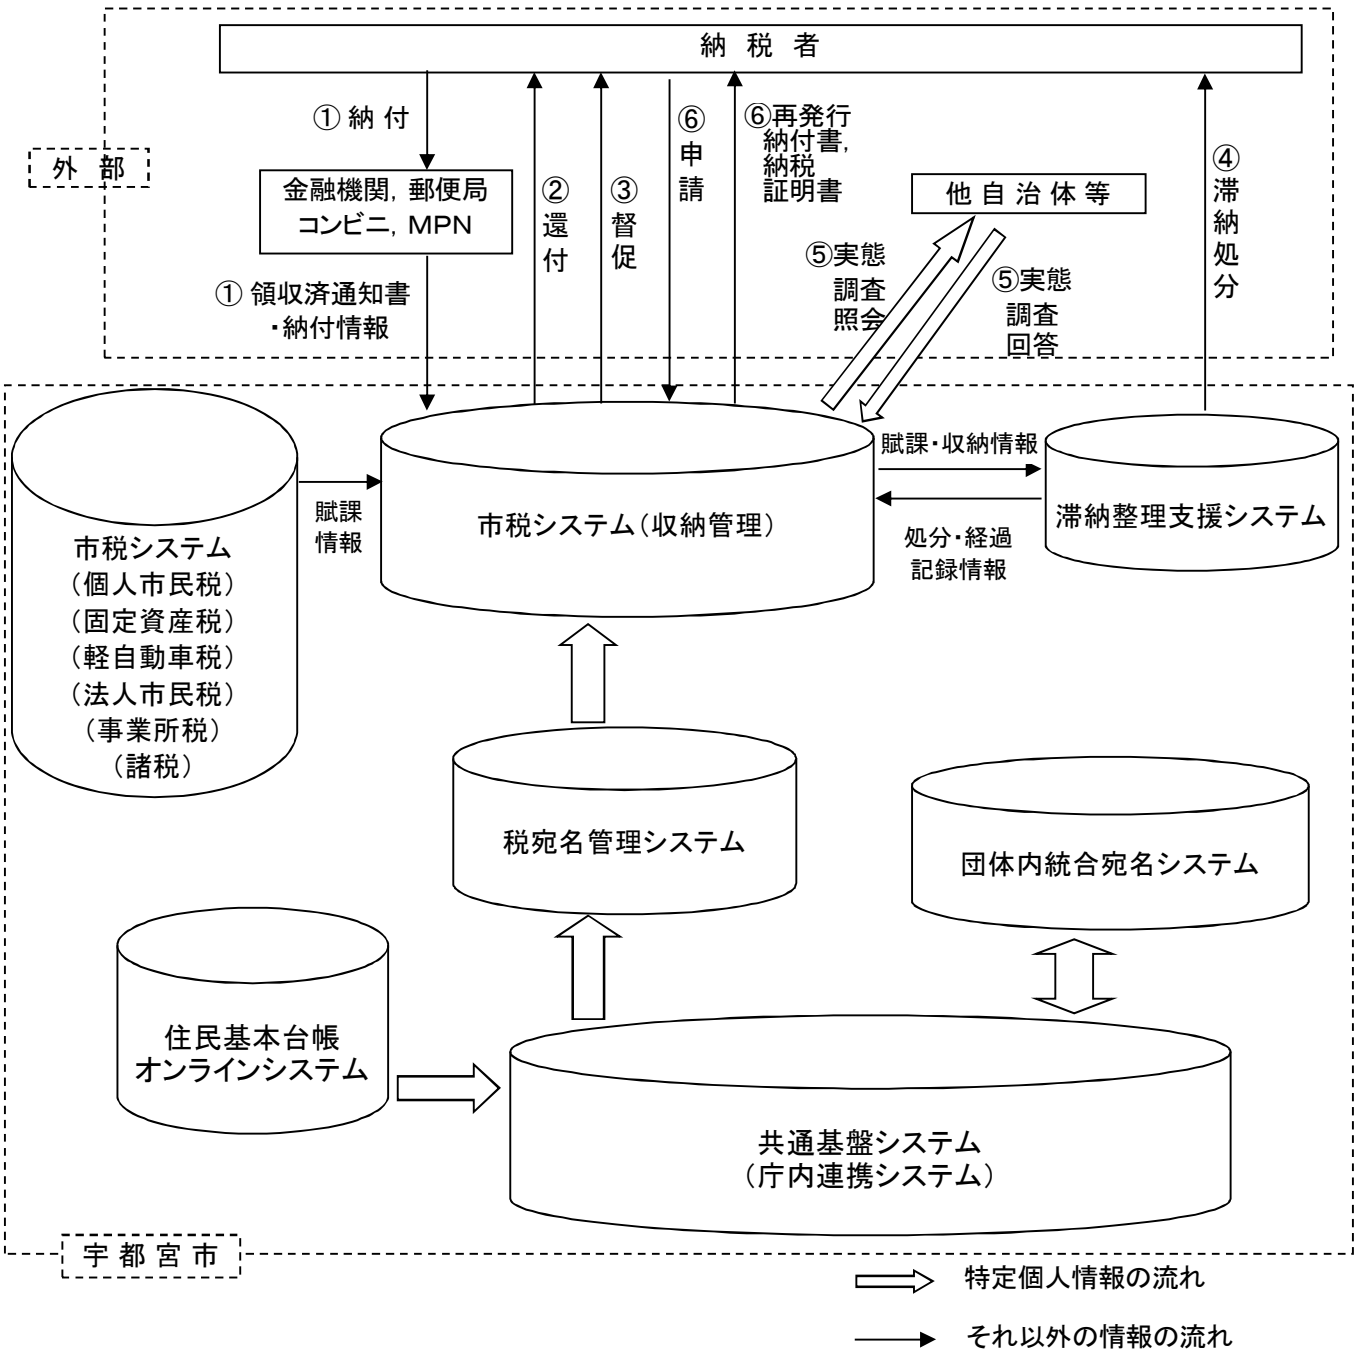 納 税 者
① 納 付
外 部
金融機関, 郵便局
コンビニ, MPN
① 領収済通知書
・納付情報
②還付
③督促
⑥申請
⑥再発行
納付書,
納税
証明書
他 自 治 体 等
⑤実態
調査
照会
⑤実態
調査
回答
④滞納処分
市税システム
(個人市民税)
(固定資産税)
(軽自動車税)
(法人市民税)
(事業所税)
(諸税)
賦課
情報
市税システム(収納管理)
賦課・収納情報
処分・経過
記録情報
滞納整理支援システム
税宛名管理システム
団体内統合宛名システム
住民基本台帳
オンラインシステム
共通基盤システム
(庁内連携システム)
宇 都 宮 市
特定個人情報の流れ
それ以外の情報の流れ